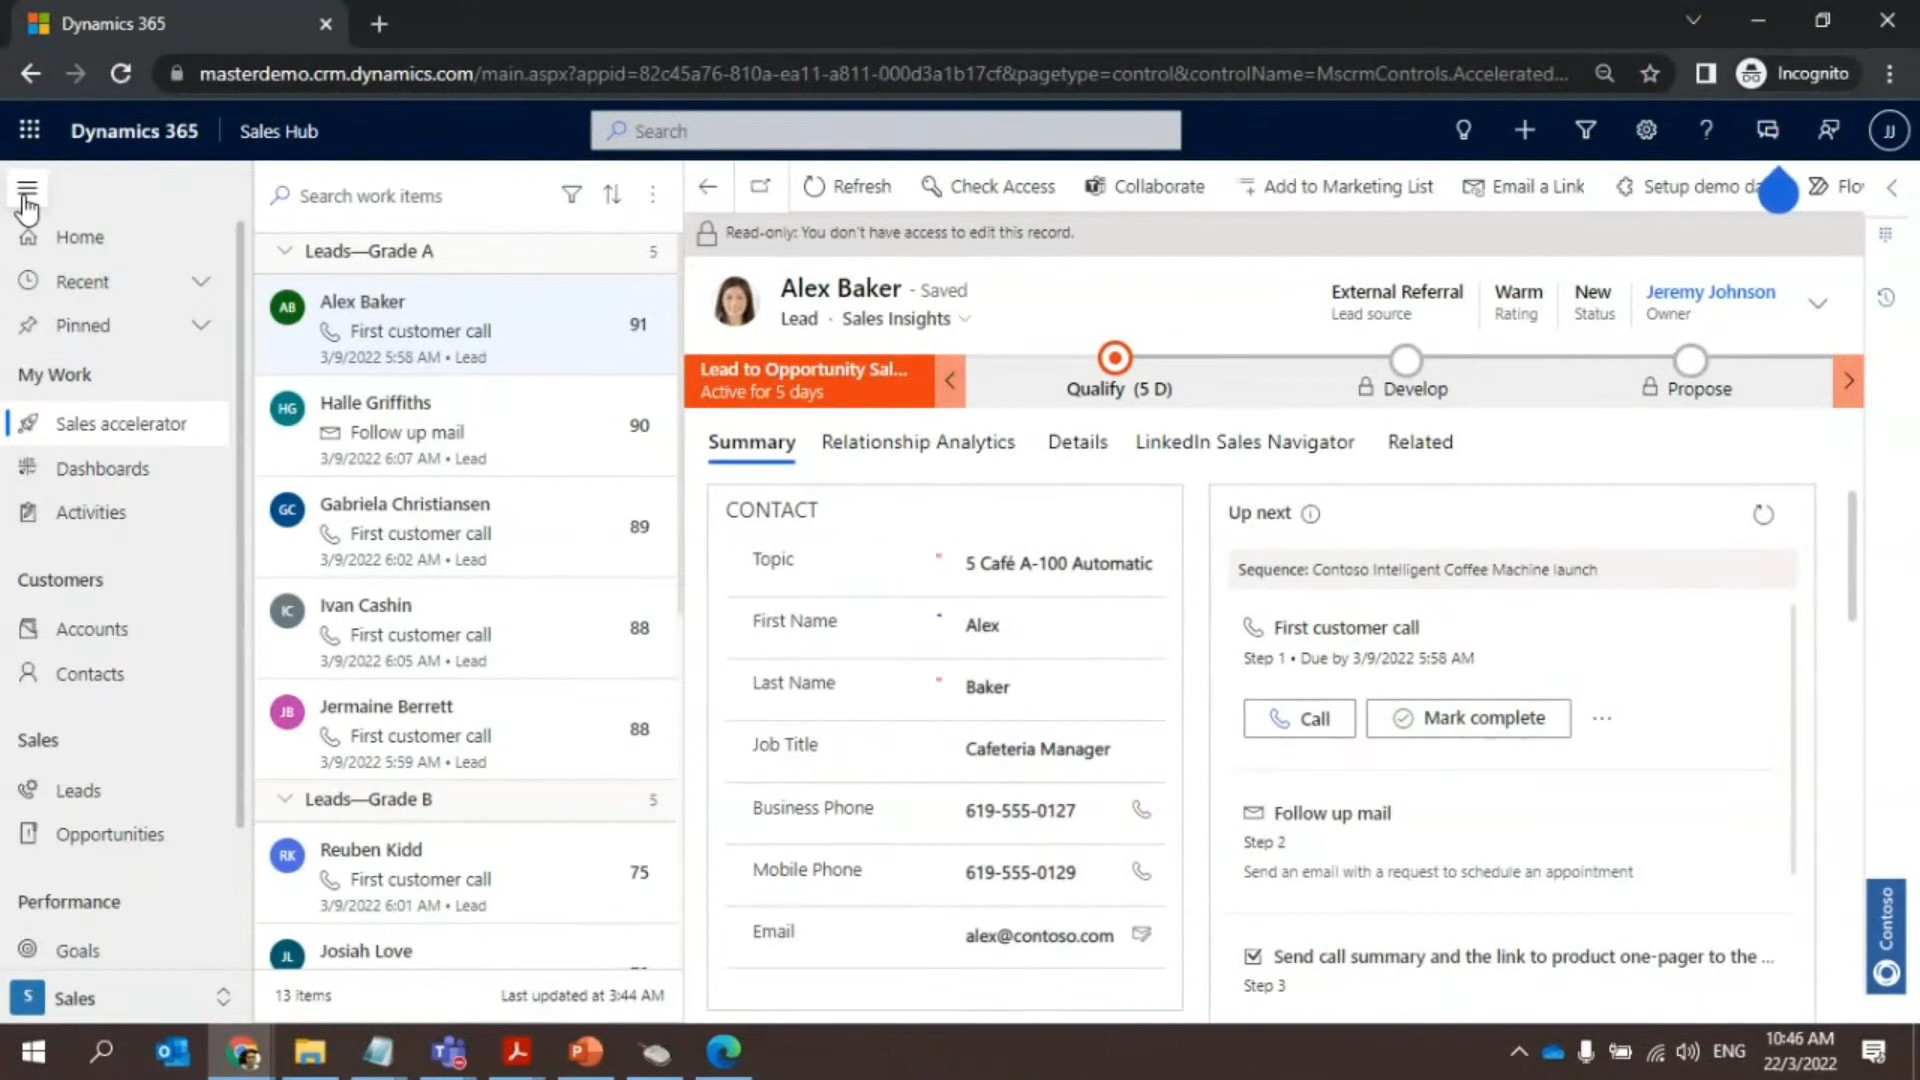 Dynamics 365
masterdemo.crm.dynamics.com/main.aspx?appid=82c45a76-810a-ea11-a811-000d3a1b17cf&pagetype=control&controlName=MscrmControls.Accelerated...
Incognito
Dynamics 365
Sales Hub
Search
JJ
Home
Recent
Pinned
My Work
Sales accelerator
Dashboards
Activities
Customers
Accounts
Contacts
Sales
Leads
Opportunities
Performance
Goals
S Sales
Search work items
Leads—Grade A 5
AB Alex Baker
First customer call 91
3/9/2022 5:58 AM • Lead
HG Halle Griffiths
Follow up mail 90
3/9/2022 6:07 AM • Lead
GC Gabriela Christiansen
First customer call 89
3/9/2022 6:02 AM • Lead
IC Ivan Cashin
First customer call 88
3/9/2022 6:05 AM • Lead
JB Jermaine Berrett
First customer call 88
3/9/2022 5:59 AM • Lead
Leads—Grade B 5
RK Reuben Kidd
First customer call 75
3/9/2022 6:01 AM • Lead
JL Josiah Love
13 items Last updated at 3:44 AM
Refresh
Check Access
Collaborate
Add to Marketing List
Email a Link
Setup demo da
Flo
Read-only: You don't have access to edit this record.
Alex Baker - Saved
Lead · Sales Insights
External Referral
Lead source
Warm
Rating
New
Status
Jeremy Johnson
Owner
Lead to Opportunity Sal...
Active for 5 days
Qualify (5 D)
Develop
Propose
Summary
Relationship Analytics
Details
LinkedIn Sales Navigator
Related
CONTACT
Topic * 5 Café A-100 Automatic
First Name Alex
Last Name * Baker
Job Title Cafeteria Manager
Business Phone 619-555-0127
Mobile Phone 619-555-0129
Email alex@contoso.com
Up next
Sequence: Contoso Intelligent Coffee Machine launch
First customer call
Step 1 • Due by 3/9/2022 5:58 AM
Call
Mark complete
...
Follow up mail
Step 2
Send an email with a request to schedule an appointment
Send call summary and the link to product one-pager to the ...
Step 3
Contoso
ENG
10:46 AM
22/3/2022